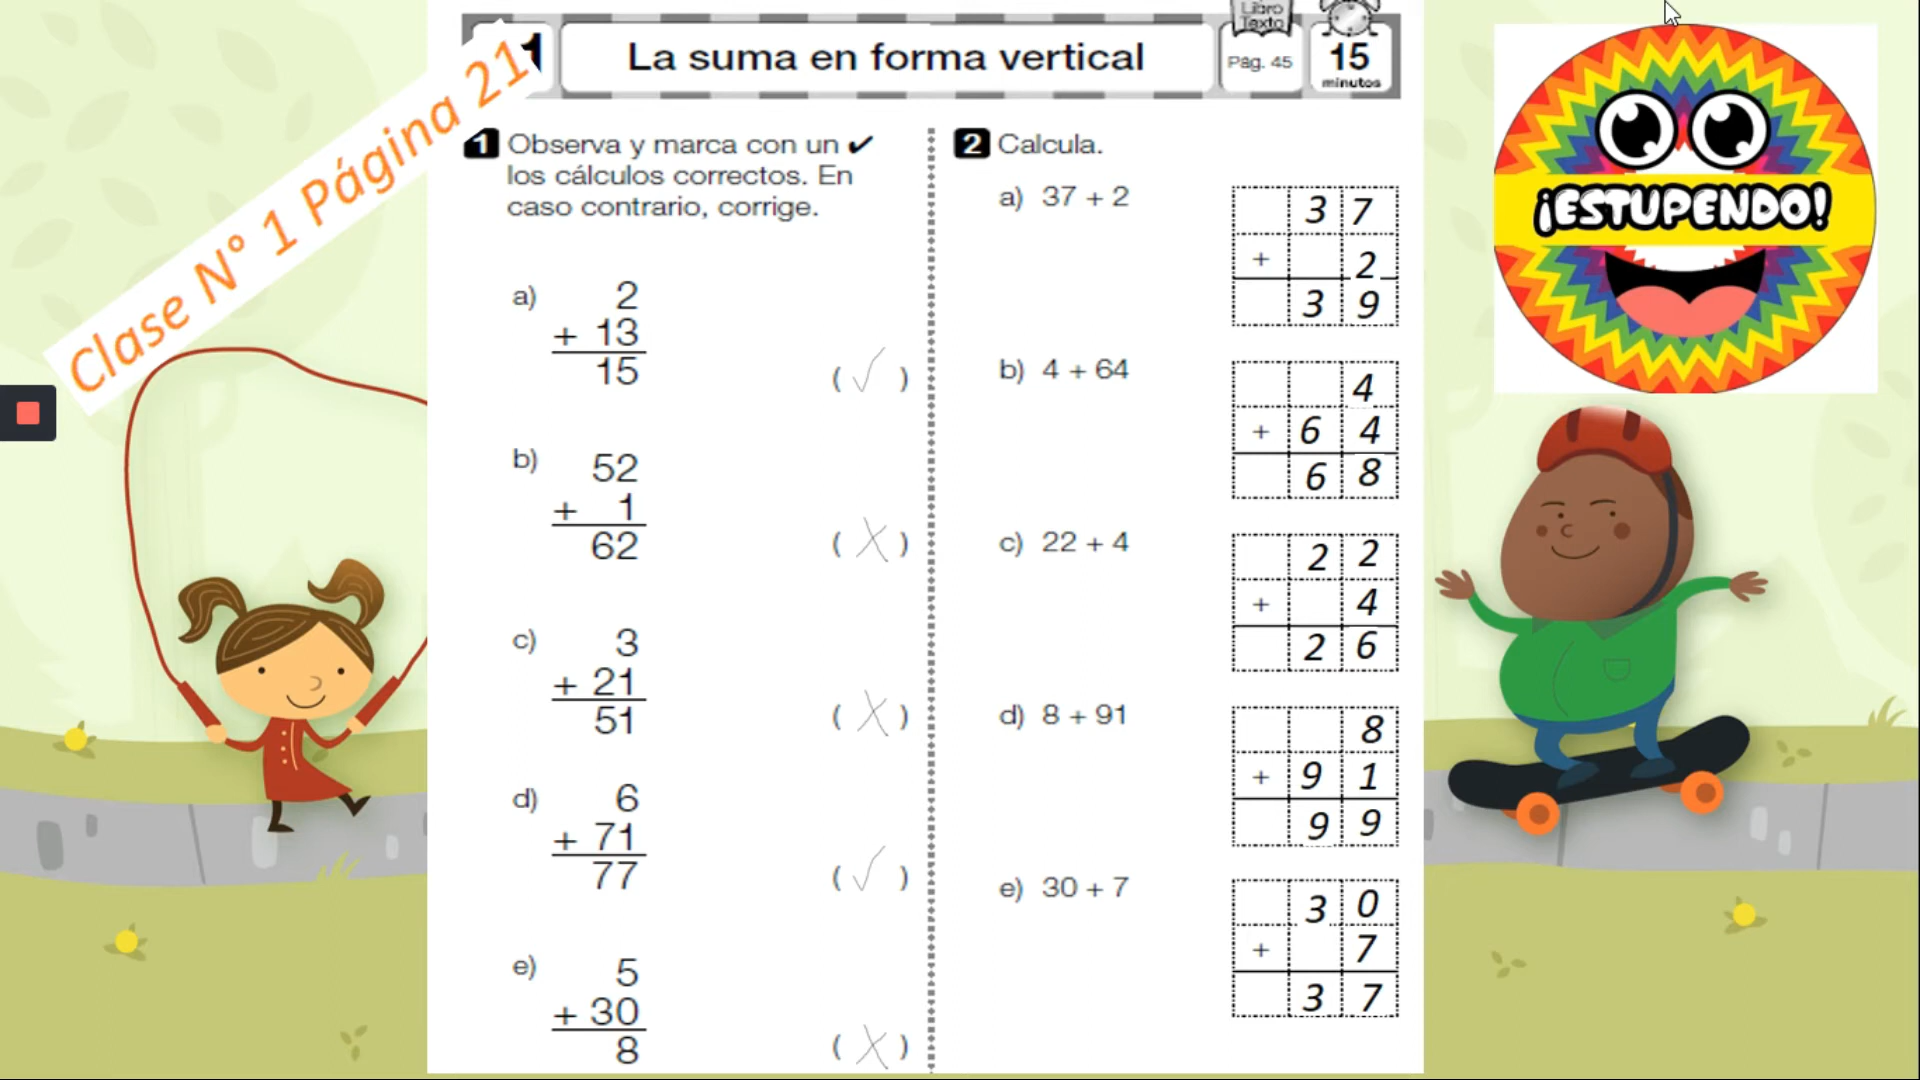 Clase N° 1 Página 21
1
La suma en forma vertical
Libro
Texto
Pág. 45
15
minutos
1 Observa y marca con un ✔
los cálculos correctos. En
caso contrario, corrige.
a) 2
+ 13
15
( ✓ )
b) 52
+ 1
62
( X )
c) 3
+ 21
51
( X )
d) 6
+ 71
77
( ✓ )
e) 5
+ 30
8
( X )
2 Calcula.
a) 37 + 2
3 7
+ 2
3 9
b) 4 + 64
4
+ 6 4
6 8
c) 22 + 4
2 2
+ 4
2 6
d) 8 + 91
8
+ 9 1
9 9
e) 30 + 7
3 0
+ 7
3 7
¡ESTUPENDO!